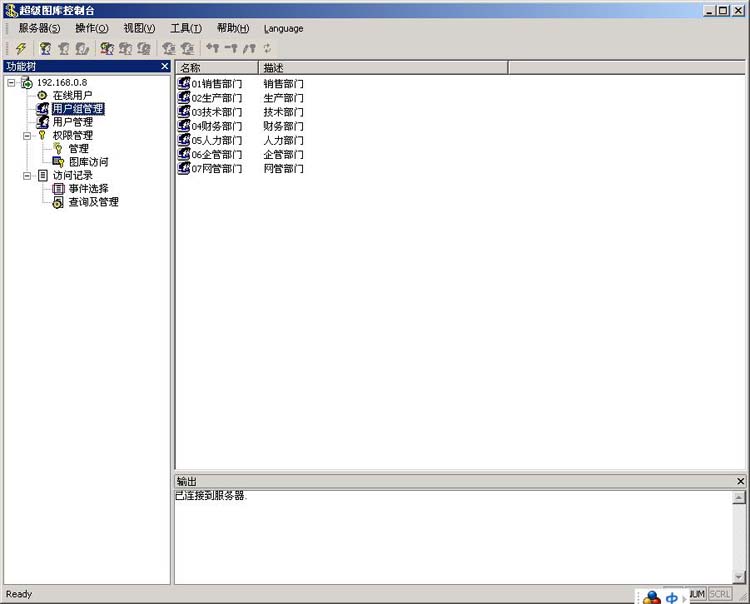 超级图库控制台
服务器(S) 操作(O) 视图(V) 工具(T) 帮助(H) Language
功能树
192.168.0.8
在线用户
用户组管理
用户管理
权限管理
管理
图库访问
访问记录
事件选择
查询及管理
名称 描述
01销售部门 销售部门
02生产部门 生产部门
03技术部门 技术部门
04财务部门 财务部门
05人力部门 人力部门
06企管部门 企管部门
07网管部门 网管部门
输出
已连接到服务器.
Ready 中 NUM SCRL